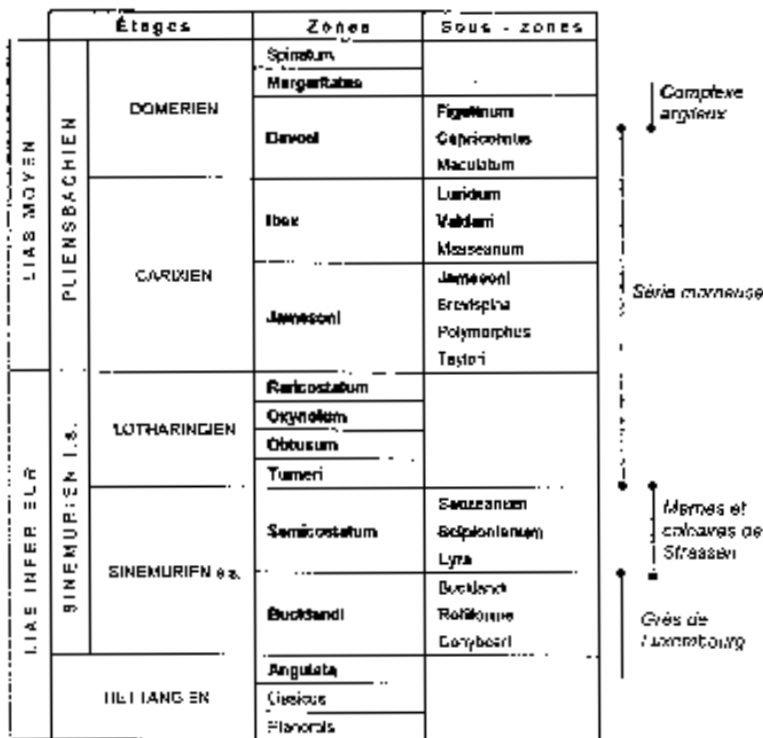 Étages Zones Sous - zones
LIAS MOYEN
PLIENSBACHIEN
DOMERIEN
Spinatum
Margaritatus
Davoei
Figulinum
Capricornus
Maculatum
CARIXIEN
Ibex
Luridum
Valdani
Masseanum
Jamesoni
Jamesoni
Brevispina
Polymorphus
Taylori
LIAS INFERIEUR
SINEMURIEN l.s.
LOTHARINGIEN
Raricostatum
Oxynotum
Obtusum
Turneri
SINEMURIEN s.s.
Semicostatum
Sauzeanum
Scipionianum
Lyra
Bucklandi
Bucklandi
Rotiforme
Conybeari
HETTANGIEN
Angulata
Liasicus
Planorbis
Complexe
argileux
Série marneuse
Marnes et
calcaires de
Strassen
Grès de
Luxembourg